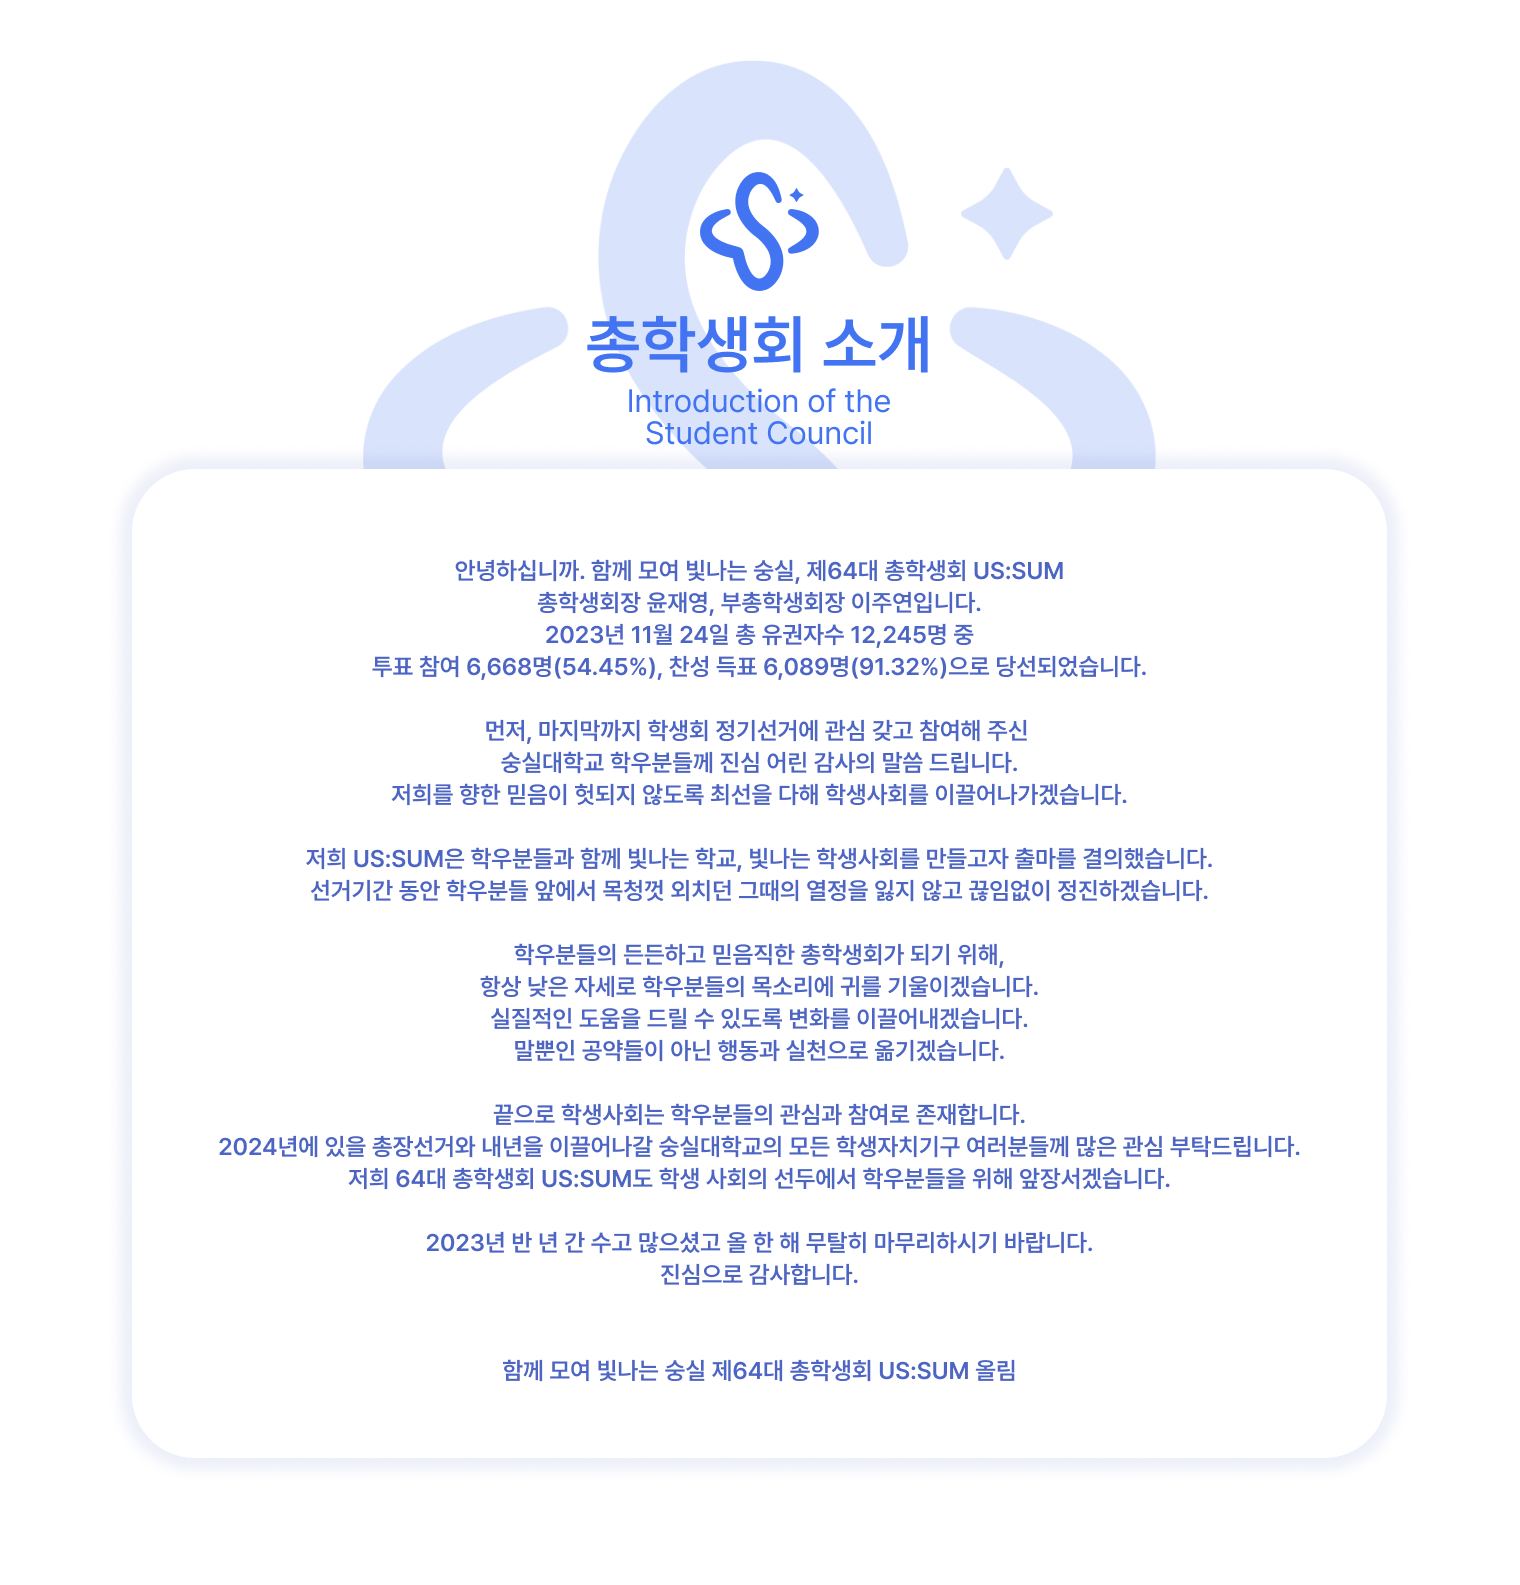 총학생회 소개
Introduction of the
Student Council
안녕하십니까. 함께 모여 빛나는 숭실, 제64대 총학생회 US:SUM
총학생회장 윤재영, 부총학생회장 이주연입니다.
2023년 11월 24일 총 유권자수 12,245명 중
투표 참여 6,668명(54.45%), 찬성 득표 6,089명(91.32%)으로 당선되었습니다.
먼저, 마지막까지 학생회 정기선거에 관심 갖고 참여해 주신
숭실대학교 학우분들께 진심 어린 감사의 말씀 드립니다.
저희를 향한 믿음이 헛되지 않도록 최선을 다해 학생사회를 이끌어나가겠습니다.
저희 US:SUM은 학우분들과 함께 빛나는 학교, 빛나는 학생사회를 만들고자 출마를 결의했습니다.
선거기간 동안 학우분들 앞에서 목청껏 외치던 그때의 열정을 잃지 않고 끊임없이 정진하겠습니다.
학우분들의 든든하고 믿음직한 총학생회가 되기 위해,
항상 낮은 자세로 학우분들의 목소리에 귀를 기울이겠습니다.
실질적인 도움을 드릴 수 있도록 변화를 이끌어내겠습니다.
말뿐인 공약들이 아닌 행동과 실천으로 옮기겠습니다.
끝으로 학생사회는 학우분들의 관심과 참여로 존재합니다.
2024년에 있을 총장선거와 내년을 이끌어나갈 숭실대학교의 모든 학생자치기구 여러분들께 많은 관심 부탁드립니다.
저희 64대 총학생회 US:SUM도 학생 사회의 선두에서 학우분들을 위해 앞장서겠습니다.
2023년 반 년 간 수고 많으셨고 올 한 해 무탈히 마무리하시기 바랍니다.
진심으로 감사합니다.
함께 모여 빛나는 숭실 제64대 총학생회 US:SUM 올림